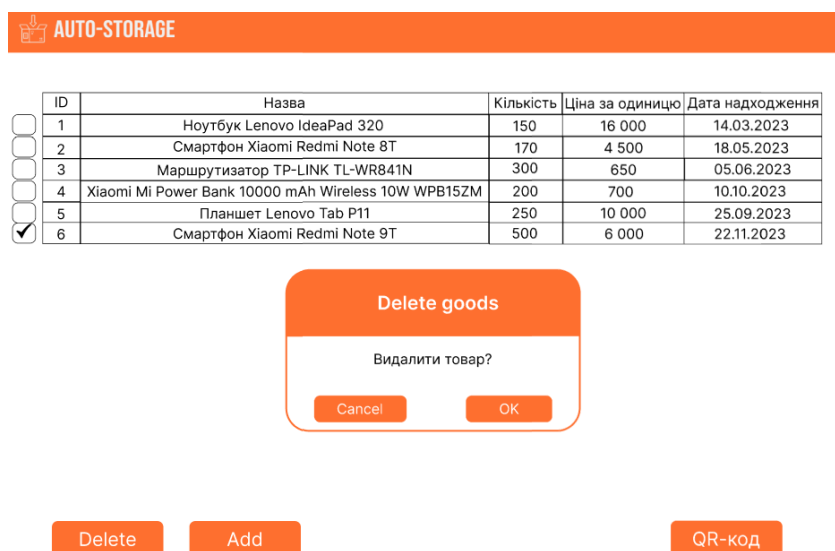 AUTO-STORAGE
ID Назва Кількість Ціна за одиницю Дата надходження
1 Ноутбук Lenovo IdeaPad 320 150 16 000 14.03.2023
2 Смартфон Xiaomi Redmi Note 8T 170 4 500 18.05.2023
3 Маршрутизатор TP-LINK TL-WR841N 300 650 05.06.2023
4 Xiaomi Mi Power Bank 10000 mAh Wireless 10W WPB15ZM 200 700 10.10.2023
5 Планшет Lenovo Tab P11 250 10 000 25.09.2023
6 Смартфон Xiaomi Redmi Note 9T 500 6 000 22.11.2023
Delete goods
Видалити товар?
Cancel OK
Delete Add QR-код